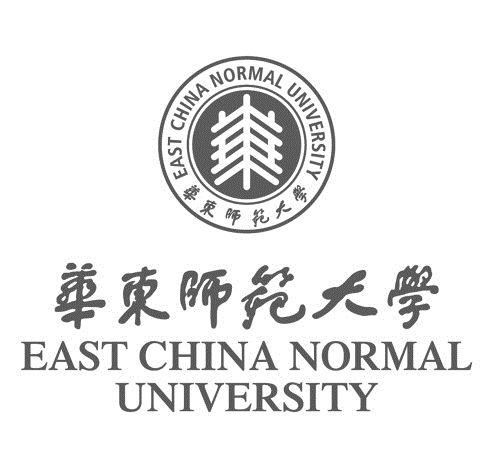 EAST CHINA NORMAL UNIVERSITY
華東師範大學
華東師範大學
EAST CHINA NORMAL
UNIVERSITY